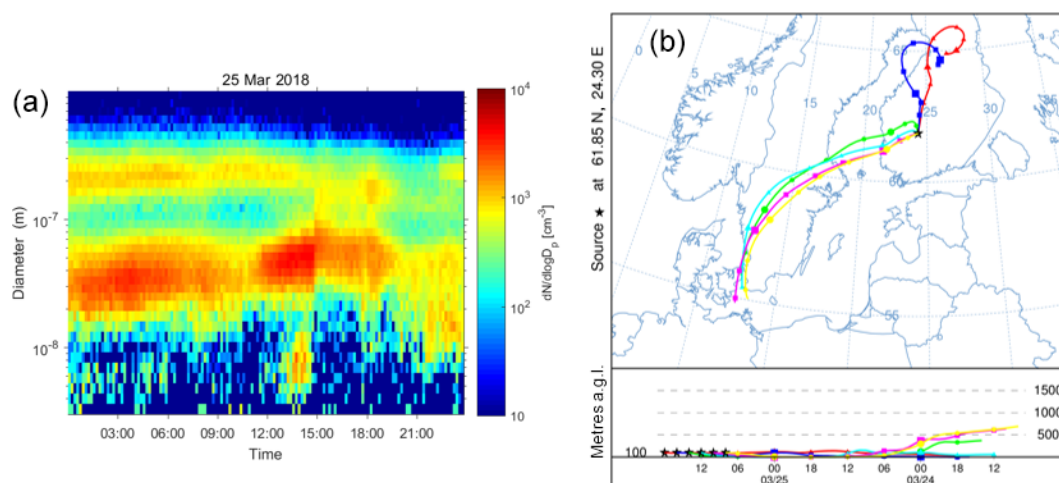 (a)
25 Mar 2018
Diameter (m)
10^-7
10^-8
03:00 06:00 09:00 12:00 15:00 18:00 21:00
Time
10^4
10^3
10^2
10
dN/dlogD_p [cm^-3]
(b)
Source ★ at 61.85 N, 24.30 E
0 5 10 15 20 25 30 35
60
55
Metres a.g.l.
1500
1000
500
100
12 06 00 18 12 06 00 18 12
03/25 03/24